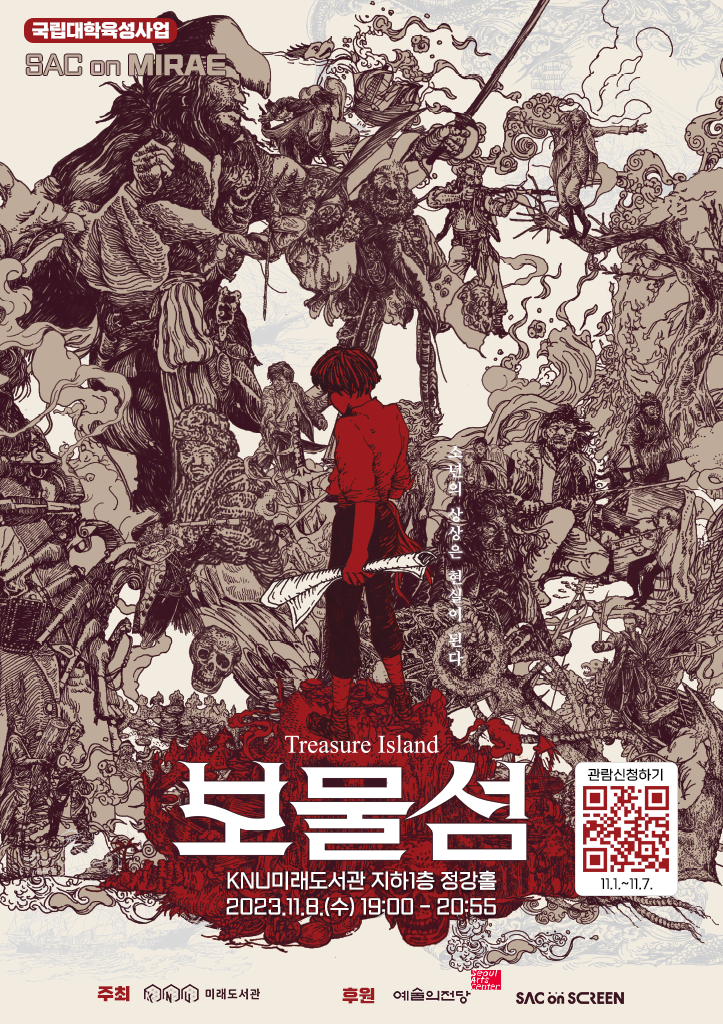 국립대학육성사업
SAC on MIRAE
소년의 상상은 현실이 된다
Treasure Island
보물섬
KNU미래도서관 지하1층 정강홀
2023.11.8.(수) 19:00 - 20:55
관람신청하기
11.1.~11.7.
주최 KNU 미래도서관 후원 예술의전당 Seoul Arts Center SAC on SCREEN